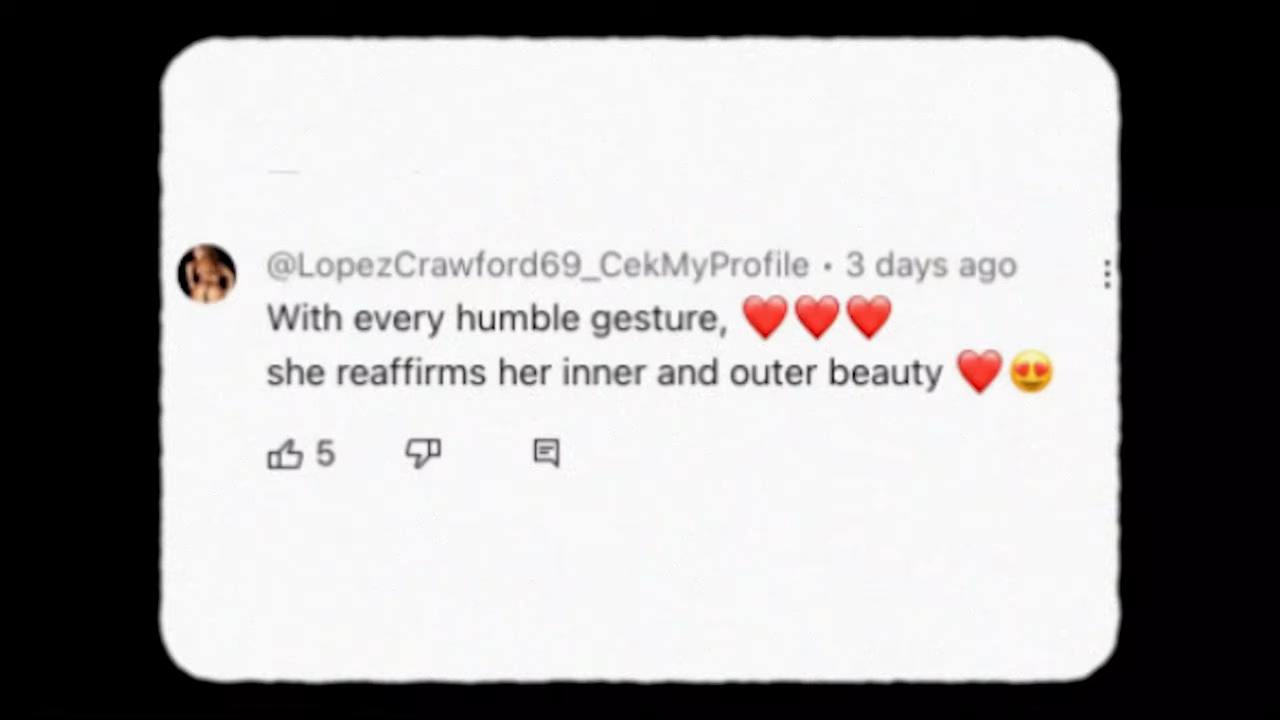 @LopezCrawford69_CekMyProfile • 3 days ago
With every humble gesture, ❤️❤️❤️
she reaffirms her inner and outer beauty ❤️😍
5